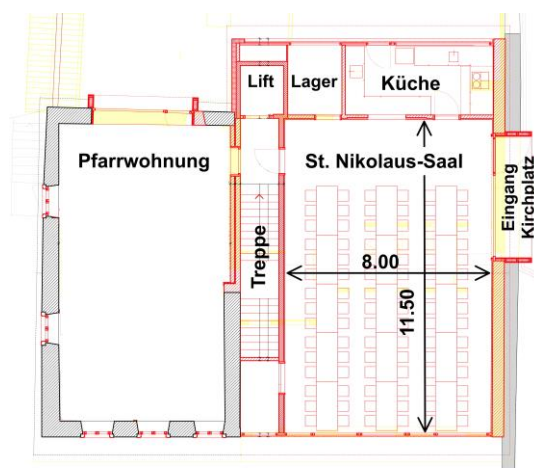 Lift
Lager
Küche
Pfarrwohnung
St. Nikolaus-Saal
Eingang
Kirchplatz
Treppe
8.00
11.50